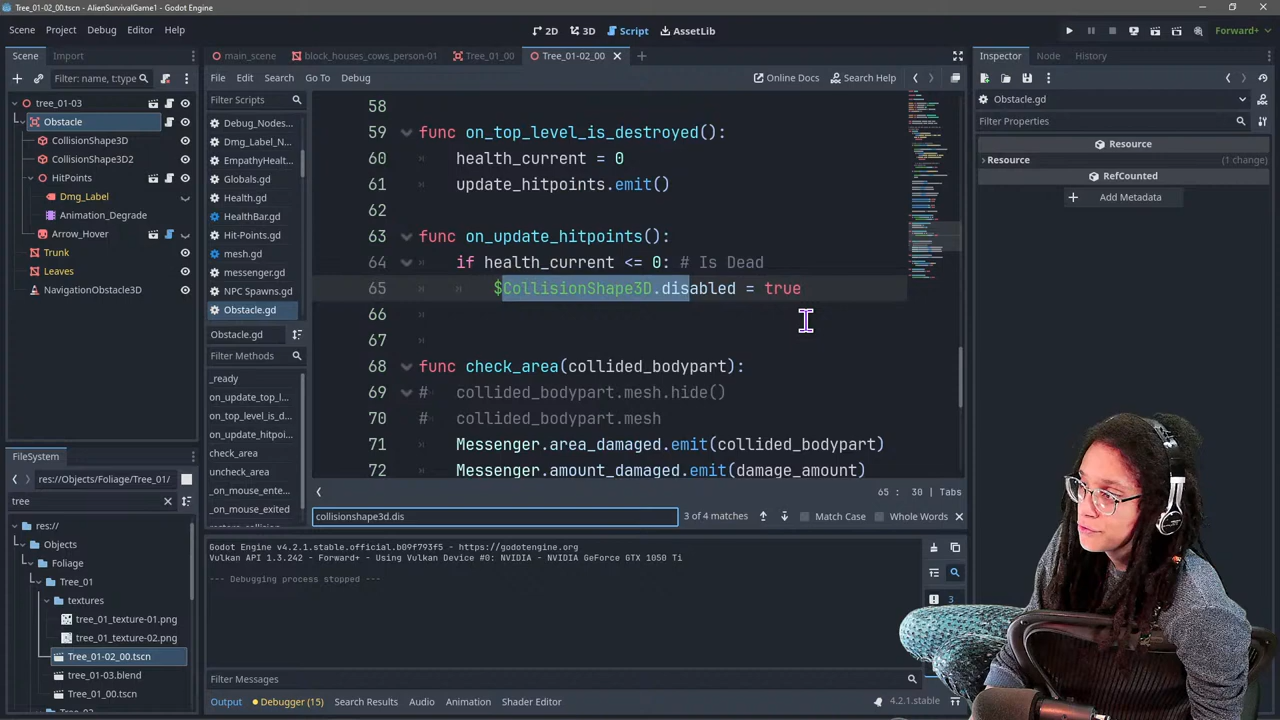 Tree_01-02_00.tscn - AlienSurvivalGame1 - Godot Engine
Scene Project Debug Editor Help
2D 3D Script AssetLib
Forward+
Scene Import
main_scene block_houses_cows_person-01 Tree_01_00 Tree_01-02_00
Inspector Node History
Filter: name, t:type
File Edit Search Go To Debug
Online Docs Search Help
tree_01-03
Obstacle
CollisionShape3D
CollisionShape3D2
HitPoints
Dmg_Label
Animation_Degrade
Arrow_Hover
Trunk
Leaves
NavigationObstacle3D
Filter Scripts
Debug_Nodes...
Dmg_Label_N...
EmpathyHealt...
Globals.gd
Health.gd
HealthBar.gd
Hit-Points.gd
mesh.gd
messenger.gd
NPC Spawns.gd
Obstacle.gd
Obstacle.gd
Filter Methods
_ready
on_update_top_l...
on_top_level_is_d...
on_update_hitpoi...
check_area
uncheck_area
_on_mouse_ente...
_on_mouse_exited
58
59 func on_top_level_is_destroyed():
60 health_current = 0
61 update_hitpoints.emit()
62
63 func on_update_hitpoints():
64 if health_current <= 0: # Is Dead
65 $CollisionShape3D.disabled = true
66
67
68 func check_area(collided_bodypart):
69 # collided_bodypart.mesh.hide()
70 # collided_bodypart.mesh
71 Messenger.area_damaged.emit(collided_bodypart)
72 Messenger.amount_damaged.emit(damage_amount)
65 : 30 | Tabs
collisionshape3d.dis
3 of 4 matches
Match Case Whole Words
Obstacle.gd
Filter Properties
Resource
Resource (1 change)
RefCounted
Add Metadata
FileSystem
res://Objects/Foliage/Tree_01/
tree
res://
Objects
Foliage
Tree_01
textures
tree_01_texture-01.png
tree_01_texture-02.png
Tree_01-02_00.tscn
tree_01-03.blend
Tree_01_00.tscn
Godot Engine v4.2.1.stable.official.b09f793f5 - https://godotengine.org
Vulkan API 1.3.242 - Forward+ - Using Vulkan Device #0: NVIDIA - NVIDIA GeForce GTX 1050 Ti
--- Debugging process stopped ---
3
Filter Messages
Output Debugger (15) Search Results Audio Animation Shader Editor
4.2.1.stable